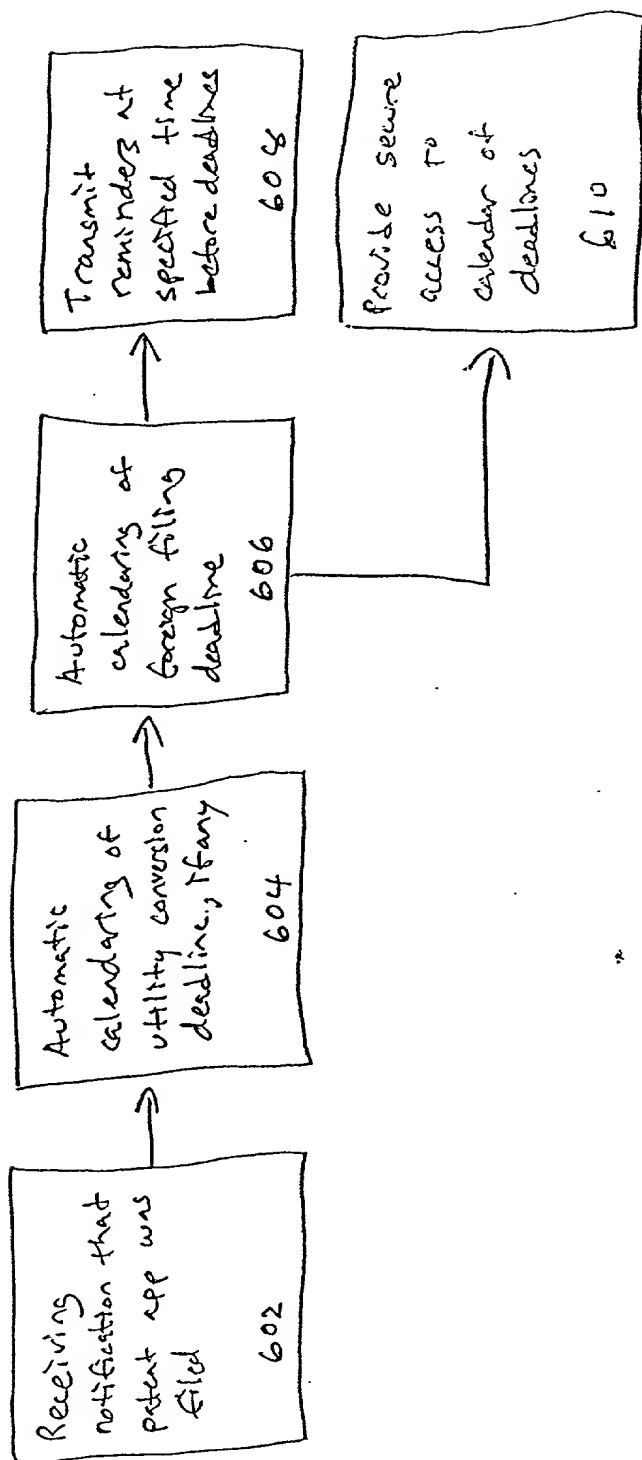 Receiving
notification that
patent app was
filed
602
Automatic
calendaring of
utility conversion
deadline, if any
604
Automatic
calendaring of
foreign filing
deadline
606
Transmit
reminders at
specified time
before deadlines
608
Provide secure
access to
calendar of
deadlines
610